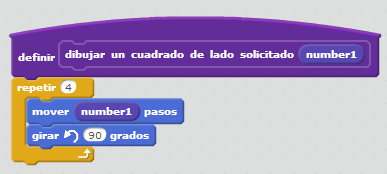 definir dibujar un cuadrado de lado solicitado number1
repetir 4
mover number1 pasos
girar 90 grados